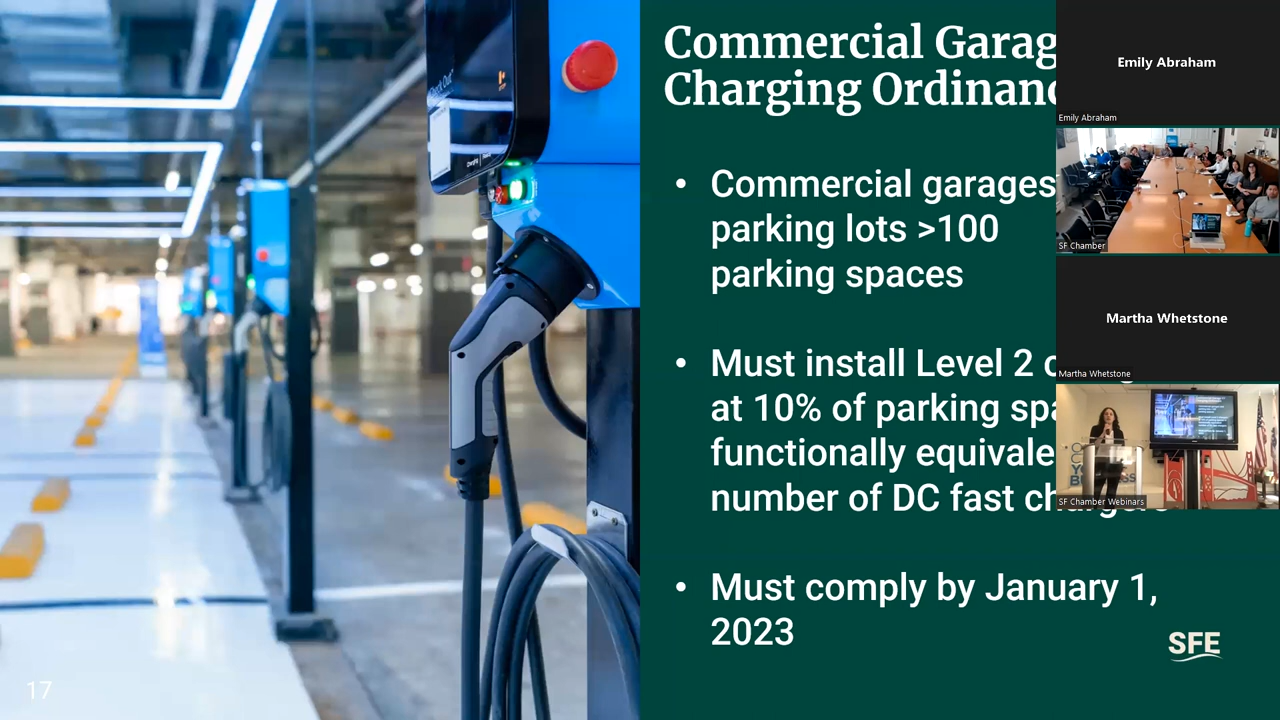 Commercial Garag
Charging Ordinanc
Emily Abraham
Emily Abraham
• Commercial garages
parking lots >100
parking spaces
SF Chamber
Martha Whetstone
Martha Whetstone
• Must install Level 2 c
at 10% of parking spa
functionally equivale
number of DC fast chargers
SF Chamber Webinars
• Must comply by January 1,
2023
SFE
17